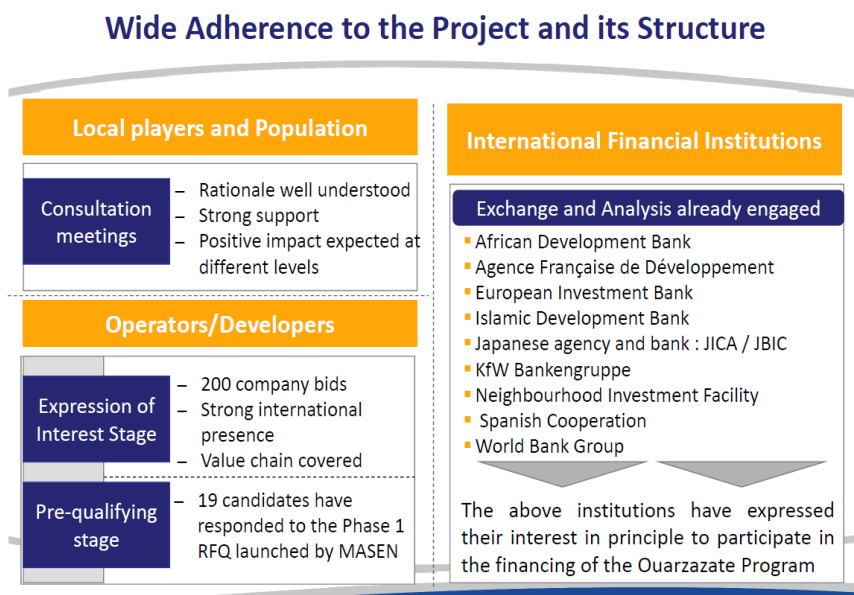 Wide Adherence to the Project and its Structure
Local players and Population
Consultation
meetings
– Rationale well understood
– Strong support
– Positive impact expected at
different levels
Operators/Developers
Expression of
Interest Stage
– 200 company bids
– Strong international
presence
– Value chain covered
Pre-qualifying
stage
– 19 candidates have
responded to the Phase 1
RFQ launched by MASEN
International Financial Institutions
Exchange and Analysis already engaged
▪ African Development Bank
▪ Agence Française de Développement
▪ European Investment Bank
▪ Islamic Development Bank
▪ Japanese agency and bank : JICA / JBIC
▪ KfW Bankengruppe
▪ Neighbourhood Investment Facility
▪ Spanish Cooperation
▪ World Bank Group
The above institutions have expressed
their interest in principle to participate in
the financing of the Ouarzazate Program